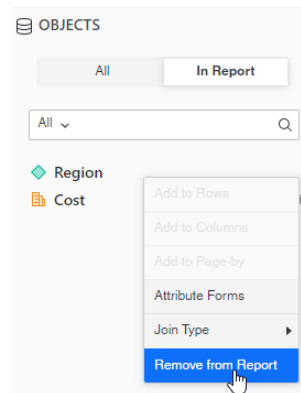 OBJECTS
All
In Report
All
Region
Cost
Add to Rows
Add to Columns
Add to Page-by
Attribute Forms
Join Type
Remove from Report